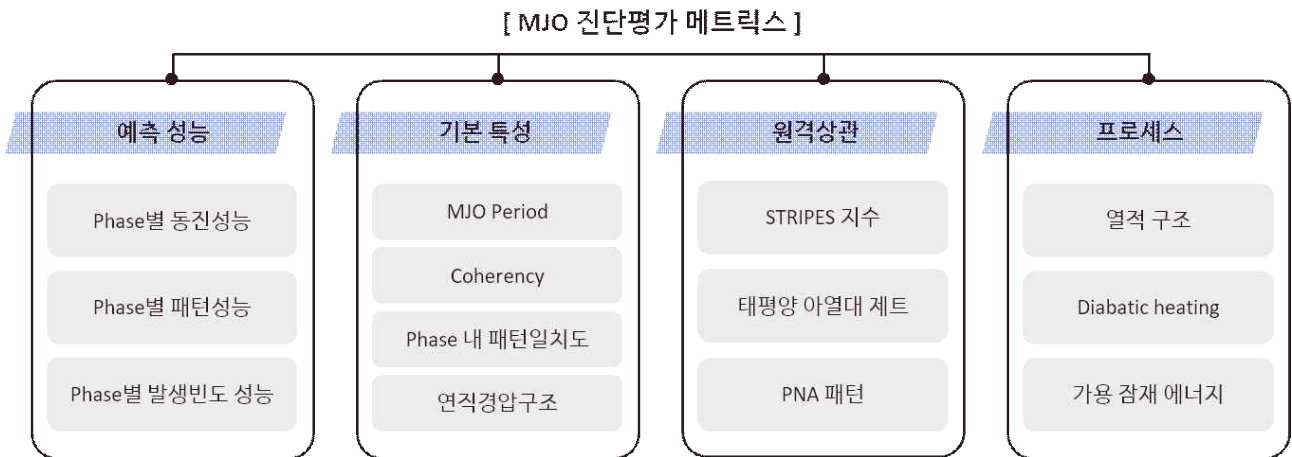 [ MJO 진단평가 메트릭스 ]
예측 성능
Phase별 동진성능
Phase별 패턴성능
Phase별 발생빈도 성능
기본 특성
MJO Period
Coherency
Phase 내 패턴일치도
연직경압구조
원격상관
STRIPES 지수
태평양 아열대 제트
PNA 패턴
프로세스
열적 구조
Diabatic heating
가용 잠재 에너지